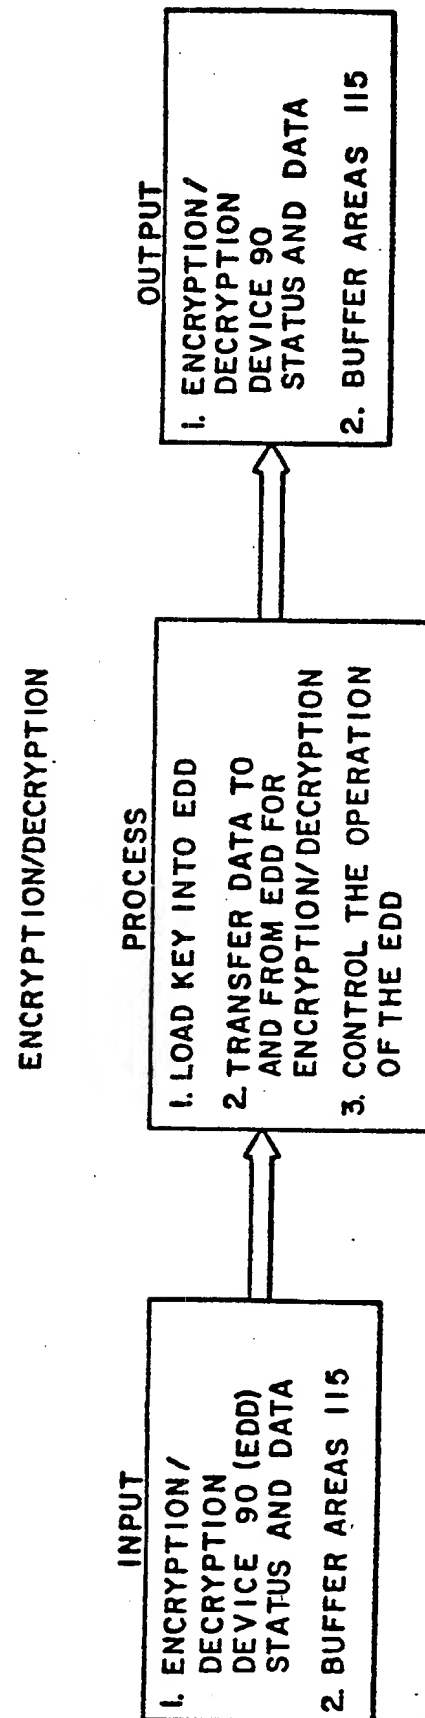 ENCRYPTION/DECRYPTION
INPUT
1. ENCRYPTION/
DECRYPTION
DEVICE 90 (EDD)
STATUS AND DATA
2. BUFFER AREAS 115
PROCESS
1. LOAD KEY INTO EDD
2. TRANSFER DATA TO
AND FROM EDD FOR
ENCRYPTION/DECRYPTION
3. CONTROL THE OPERATION
OF THE EDD
OUTPUT
1. ENCRYPTION/
DECRYPTION
DEVICE 90
STATUS AND DATA
2. BUFFER AREAS 115